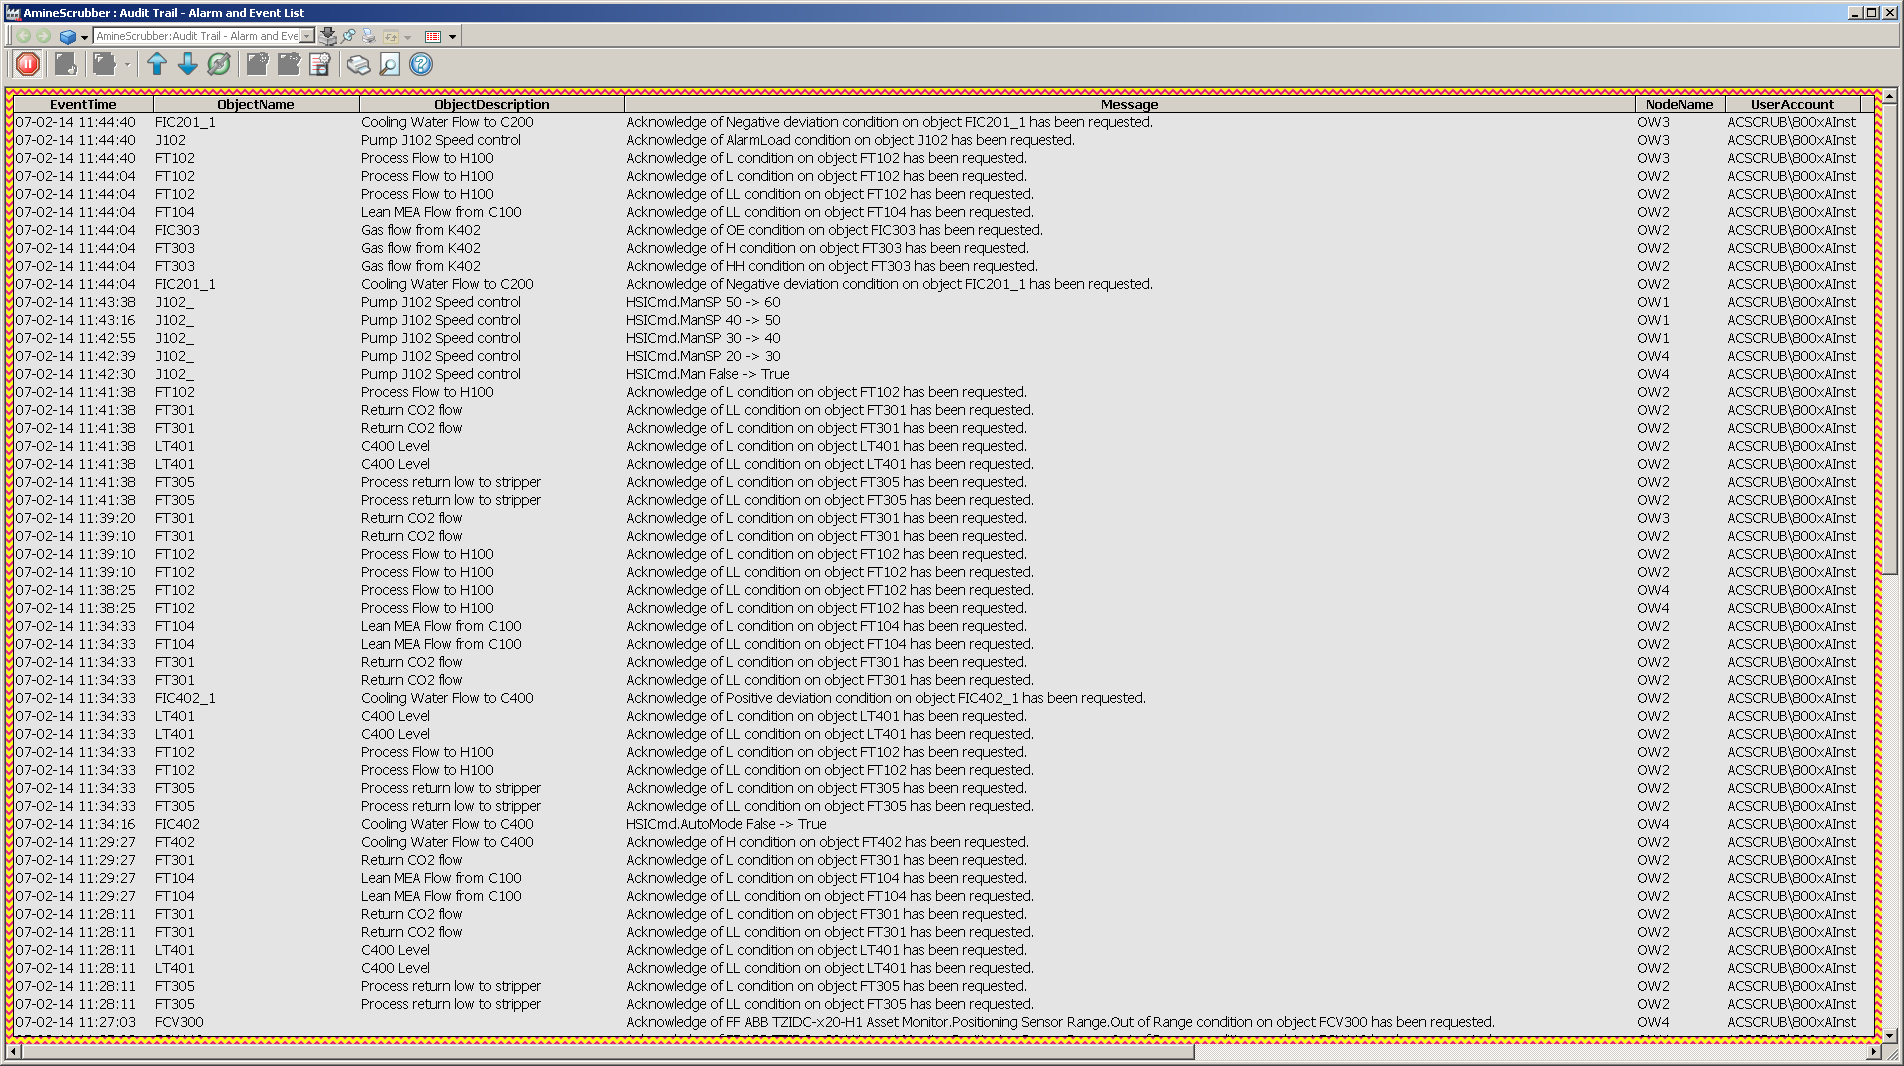 AmineScrubber : Audit Trail - Alarm and Event List
AmineScrubber:Audit Trail - Alarm and Eve
EventTime ObjectName ObjectDescription Message NodeName UserAccount
07-02-14 11:44:40 FIC201_1 Cooling Water Flow to C200 Acknowledge of Negative deviation condition on object FIC201_1 has been requested. OW3 ACSCRUB\800xAInst
07-02-14 11:44:40 J102 Pump J102 Speed control Acknowledge of AlarmLoad condition on object J102 has been requested. OW3 ACSCRUB\800xAInst
07-02-14 11:44:40 FT102 Process Flow to H100 Acknowledge of L condition on object FT102 has been requested. OW3 ACSCRUB\800xAInst
07-02-14 11:44:04 FT102 Process Flow to H100 Acknowledge of L condition on object FT102 has been requested. OW2 ACSCRUB\800xAInst
07-02-14 11:44:04 FT102 Process Flow to H100 Acknowledge of LL condition on object FT102 has been requested. OW2 ACSCRUB\800xAInst
07-02-14 11:44:04 FT104 Lean MEA Flow from C100 Acknowledge of LL condition on object FT104 has been requested. OW2 ACSCRUB\800xAInst
07-02-14 11:44:04 FIC303 Gas flow from K402 Acknowledge of OE condition on object FIC303 has been requested. OW2 ACSCRUB\800xAInst
07-02-14 11:44:04 FT303 Gas flow from K402 Acknowledge of H condition on object FT303 has been requested. OW2 ACSCRUB\800xAInst
07-02-14 11:44:04 FT303 Gas flow from K402 Acknowledge of HH condition on object FT303 has been requested. OW2 ACSCRUB\800xAInst
07-02-14 11:44:04 FIC201_1 Cooling Water Flow to C200 Acknowledge of Negative deviation condition on object FIC201_1 has been requested. OW2 ACSCRUB\800xAInst
07-02-14 11:43:38 J102_ Pump J102 Speed control HSICmd.ManSP 50 -> 60 OW1 ACSCRUB\800xAInst
07-02-14 11:43:16 J102_ Pump J102 Speed control HSICmd.ManSP 40 -> 50 OW1 ACSCRUB\800xAInst
07-02-14 11:42:55 J102_ Pump J102 Speed control HSICmd.ManSP 30 -> 40 OW1 ACSCRUB\800xAInst
07-02-14 11:42:39 J102_ Pump J102 Speed control HSICmd.ManSP 20 -> 30 OW4 ACSCRUB\800xAInst
07-02-14 11:42:30 J102_ Pump J102 Speed control HSICmd.Man False -> True OW4 ACSCRUB\800xAInst
07-02-14 11:41:38 FT102 Process Flow to H100 Acknowledge of L condition on object FT102 has been requested. OW2 ACSCRUB\800xAInst
07-02-14 11:41:38 FT301 Return CO2 flow Acknowledge of LL condition on object FT301 has been requested. OW2 ACSCRUB\800xAInst
07-02-14 11:41:38 FT301 Return CO2 flow Acknowledge of L condition on object FT301 has been requested. OW2 ACSCRUB\800xAInst
07-02-14 11:41:38 LT401 C400 Level Acknowledge of L condition on object LT401 has been requested. OW2 ACSCRUB\800xAInst
07-02-14 11:41:38 LT401 C400 Level Acknowledge of LL condition on object LT401 has been requested. OW2 ACSCRUB\800xAInst
07-02-14 11:41:38 FT305 Process return low to stripper Acknowledge of L condition on object FT305 has been requested. OW2 ACSCRUB\800xAInst
07-02-14 11:41:38 FT305 Process return low to stripper Acknowledge of LL condition on object FT305 has been requested. OW2 ACSCRUB\800xAInst
07-02-14 11:39:20 FT301 Return CO2 flow Acknowledge of L condition on object FT301 has been requested. OW3 ACSCRUB\800xAInst
07-02-14 11:39:10 FT301 Return CO2 flow Acknowledge of L condition on object FT301 has been requested. OW2 ACSCRUB\800xAInst
07-02-14 11:39:10 FT102 Process Flow to H100 Acknowledge of L condition on object FT102 has been requested. OW2 ACSCRUB\800xAInst
07-02-14 11:39:10 FT102 Process Flow to H100 Acknowledge of LL condition on object FT102 has been requested. OW2 ACSCRUB\800xAInst
07-02-14 11:38:25 FT102 Process Flow to H100 Acknowledge of LL condition on object FT102 has been requested. OW4 ACSCRUB\800xAInst
07-02-14 11:38:25 FT102 Process Flow to H100 Acknowledge of L condition on object FT102 has been requested. OW4 ACSCRUB\800xAInst
07-02-14 11:34:33 FT104 Lean MEA Flow from C100 Acknowledge of L condition on object FT104 has been requested. OW2 ACSCRUB\800xAInst
07-02-14 11:34:33 FT104 Lean MEA Flow from C100 Acknowledge of LL condition on object FT104 has been requested. OW2 ACSCRUB\800xAInst
07-02-14 11:34:33 FT301 Return CO2 flow Acknowledge of L condition on object FT301 has been requested. OW2 ACSCRUB\800xAInst
07-02-14 11:34:33 FT301 Return CO2 flow Acknowledge of LL condition on object FT301 has been requested. OW2 ACSCRUB\800xAInst
07-02-14 11:34:33 FIC402_1 Cooling Water Flow to C400 Acknowledge of Positive deviation condition on object FIC402_1 has been requested. OW2 ACSCRUB\800xAInst
07-02-14 11:34:33 LT401 C400 Level Acknowledge of L condition on object LT401 has been requested. OW2 ACSCRUB\800xAInst
07-02-14 11:34:33 LT401 C400 Level Acknowledge of LL condition on object LT401 has been requested. OW2 ACSCRUB\800xAInst
07-02-14 11:34:33 FT102 Process Flow to H100 Acknowledge of L condition on object FT102 has been requested. OW2 ACSCRUB\800xAInst
07-02-14 11:34:33 FT102 Process Flow to H100 Acknowledge of LL condition on object FT102 has been requested. OW2 ACSCRUB\800xAInst
07-02-14 11:34:33 FT305 Process return low to stripper Acknowledge of L condition on object FT305 has been requested. OW2 ACSCRUB\800xAInst
07-02-14 11:34:33 FT305 Process return low to stripper Acknowledge of LL condition on object FT305 has been requested. OW2 ACSCRUB\800xAInst
07-02-14 11:34:16 FIC402 Cooling Water Flow to C400 HSICmd.AutoMode False -> True OW4 ACSCRUB\800xAInst
07-02-14 11:29:27 FT402 Cooling Water Flow to C400 Acknowledge of H condition on object FT402 has been requested. OW2 ACSCRUB\800xAInst
07-02-14 11:29:27 FT301 Return CO2 flow Acknowledge of L condition on object FT301 has been requested. OW2 ACSCRUB\800xAInst
07-02-14 11:29:27 FT104 Lean MEA Flow from C100 Acknowledge of L condition on object FT104 has been requested. OW2 ACSCRUB\800xAInst
07-02-14 11:29:27 FT104 Lean MEA Flow from C100 Acknowledge of LL condition on object FT104 has been requested. OW2 ACSCRUB\800xAInst
07-02-14 11:28:11 FT301 Return CO2 flow Acknowledge of L condition on object FT301 has been requested. OW2 ACSCRUB\800xAInst
07-02-14 11:28:11 FT301 Return CO2 flow Acknowledge of LL condition on object FT301 has been requested. OW2 ACSCRUB\800xAInst
07-02-14 11:28:11 LT401 C400 Level Acknowledge of L condition on object LT401 has been requested. OW2 ACSCRUB\800xAInst
07-02-14 11:28:11 LT401 C400 Level Acknowledge of LL condition on object LT401 has been requested. OW2 ACSCRUB\800xAInst
07-02-14 11:28:11 FT305 Process return low to stripper Acknowledge of L condition on object FT305 has been requested. OW2 ACSCRUB\800xAInst
07-02-14 11:28:11 FT305 Process return low to stripper Acknowledge of LL condition on object FT305 has been requested. OW2 ACSCRUB\800xAInst
07-02-14 11:27:03 FCV300 Acknowledge of FF ABB TZIDC-x20-H1 Asset Monitor.Positioning Sensor Range.Out of Range condition on object FCV300 has been requested. OW4 ACSCRUB\800xAInst